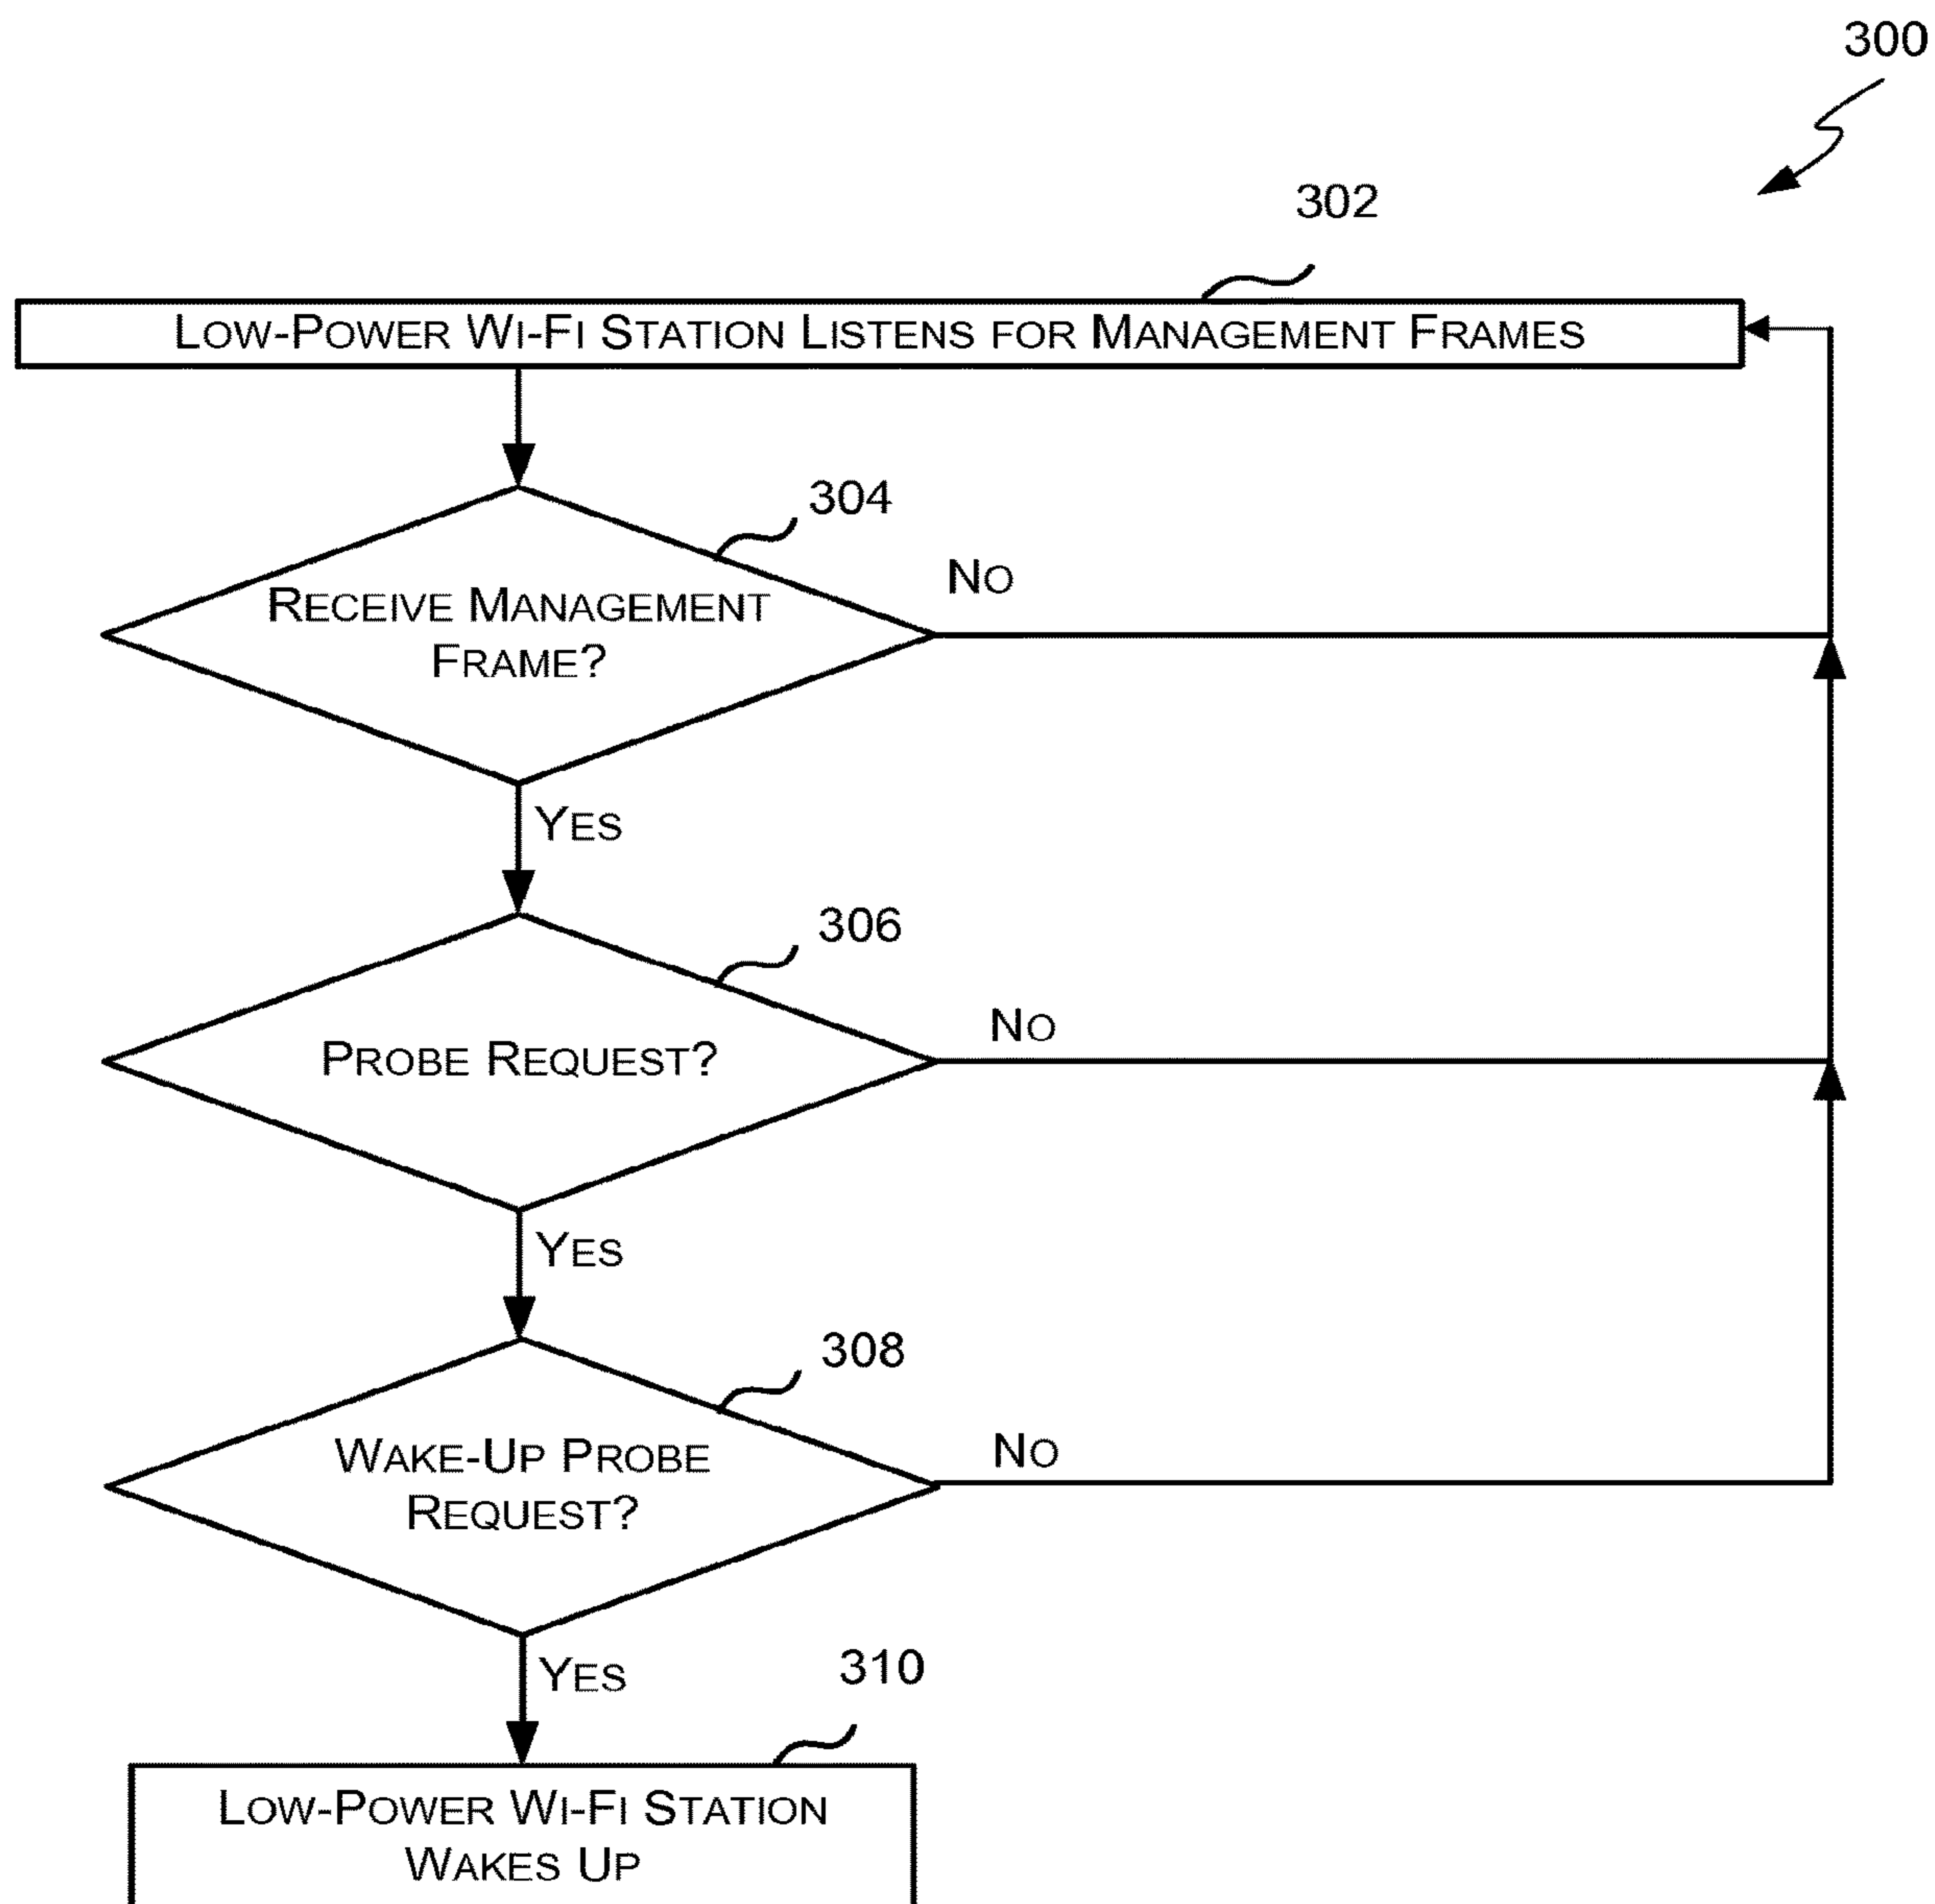 300
302
Low-Power Wi-Fi Station Listens for Management Frames
304
Receive Management
Frame?
No
Yes
306
Probe Request?
No
Yes
308
Wake-Up Probe
Request?
No
Yes
310
Low-Power Wi-Fi Station
Wakes Up